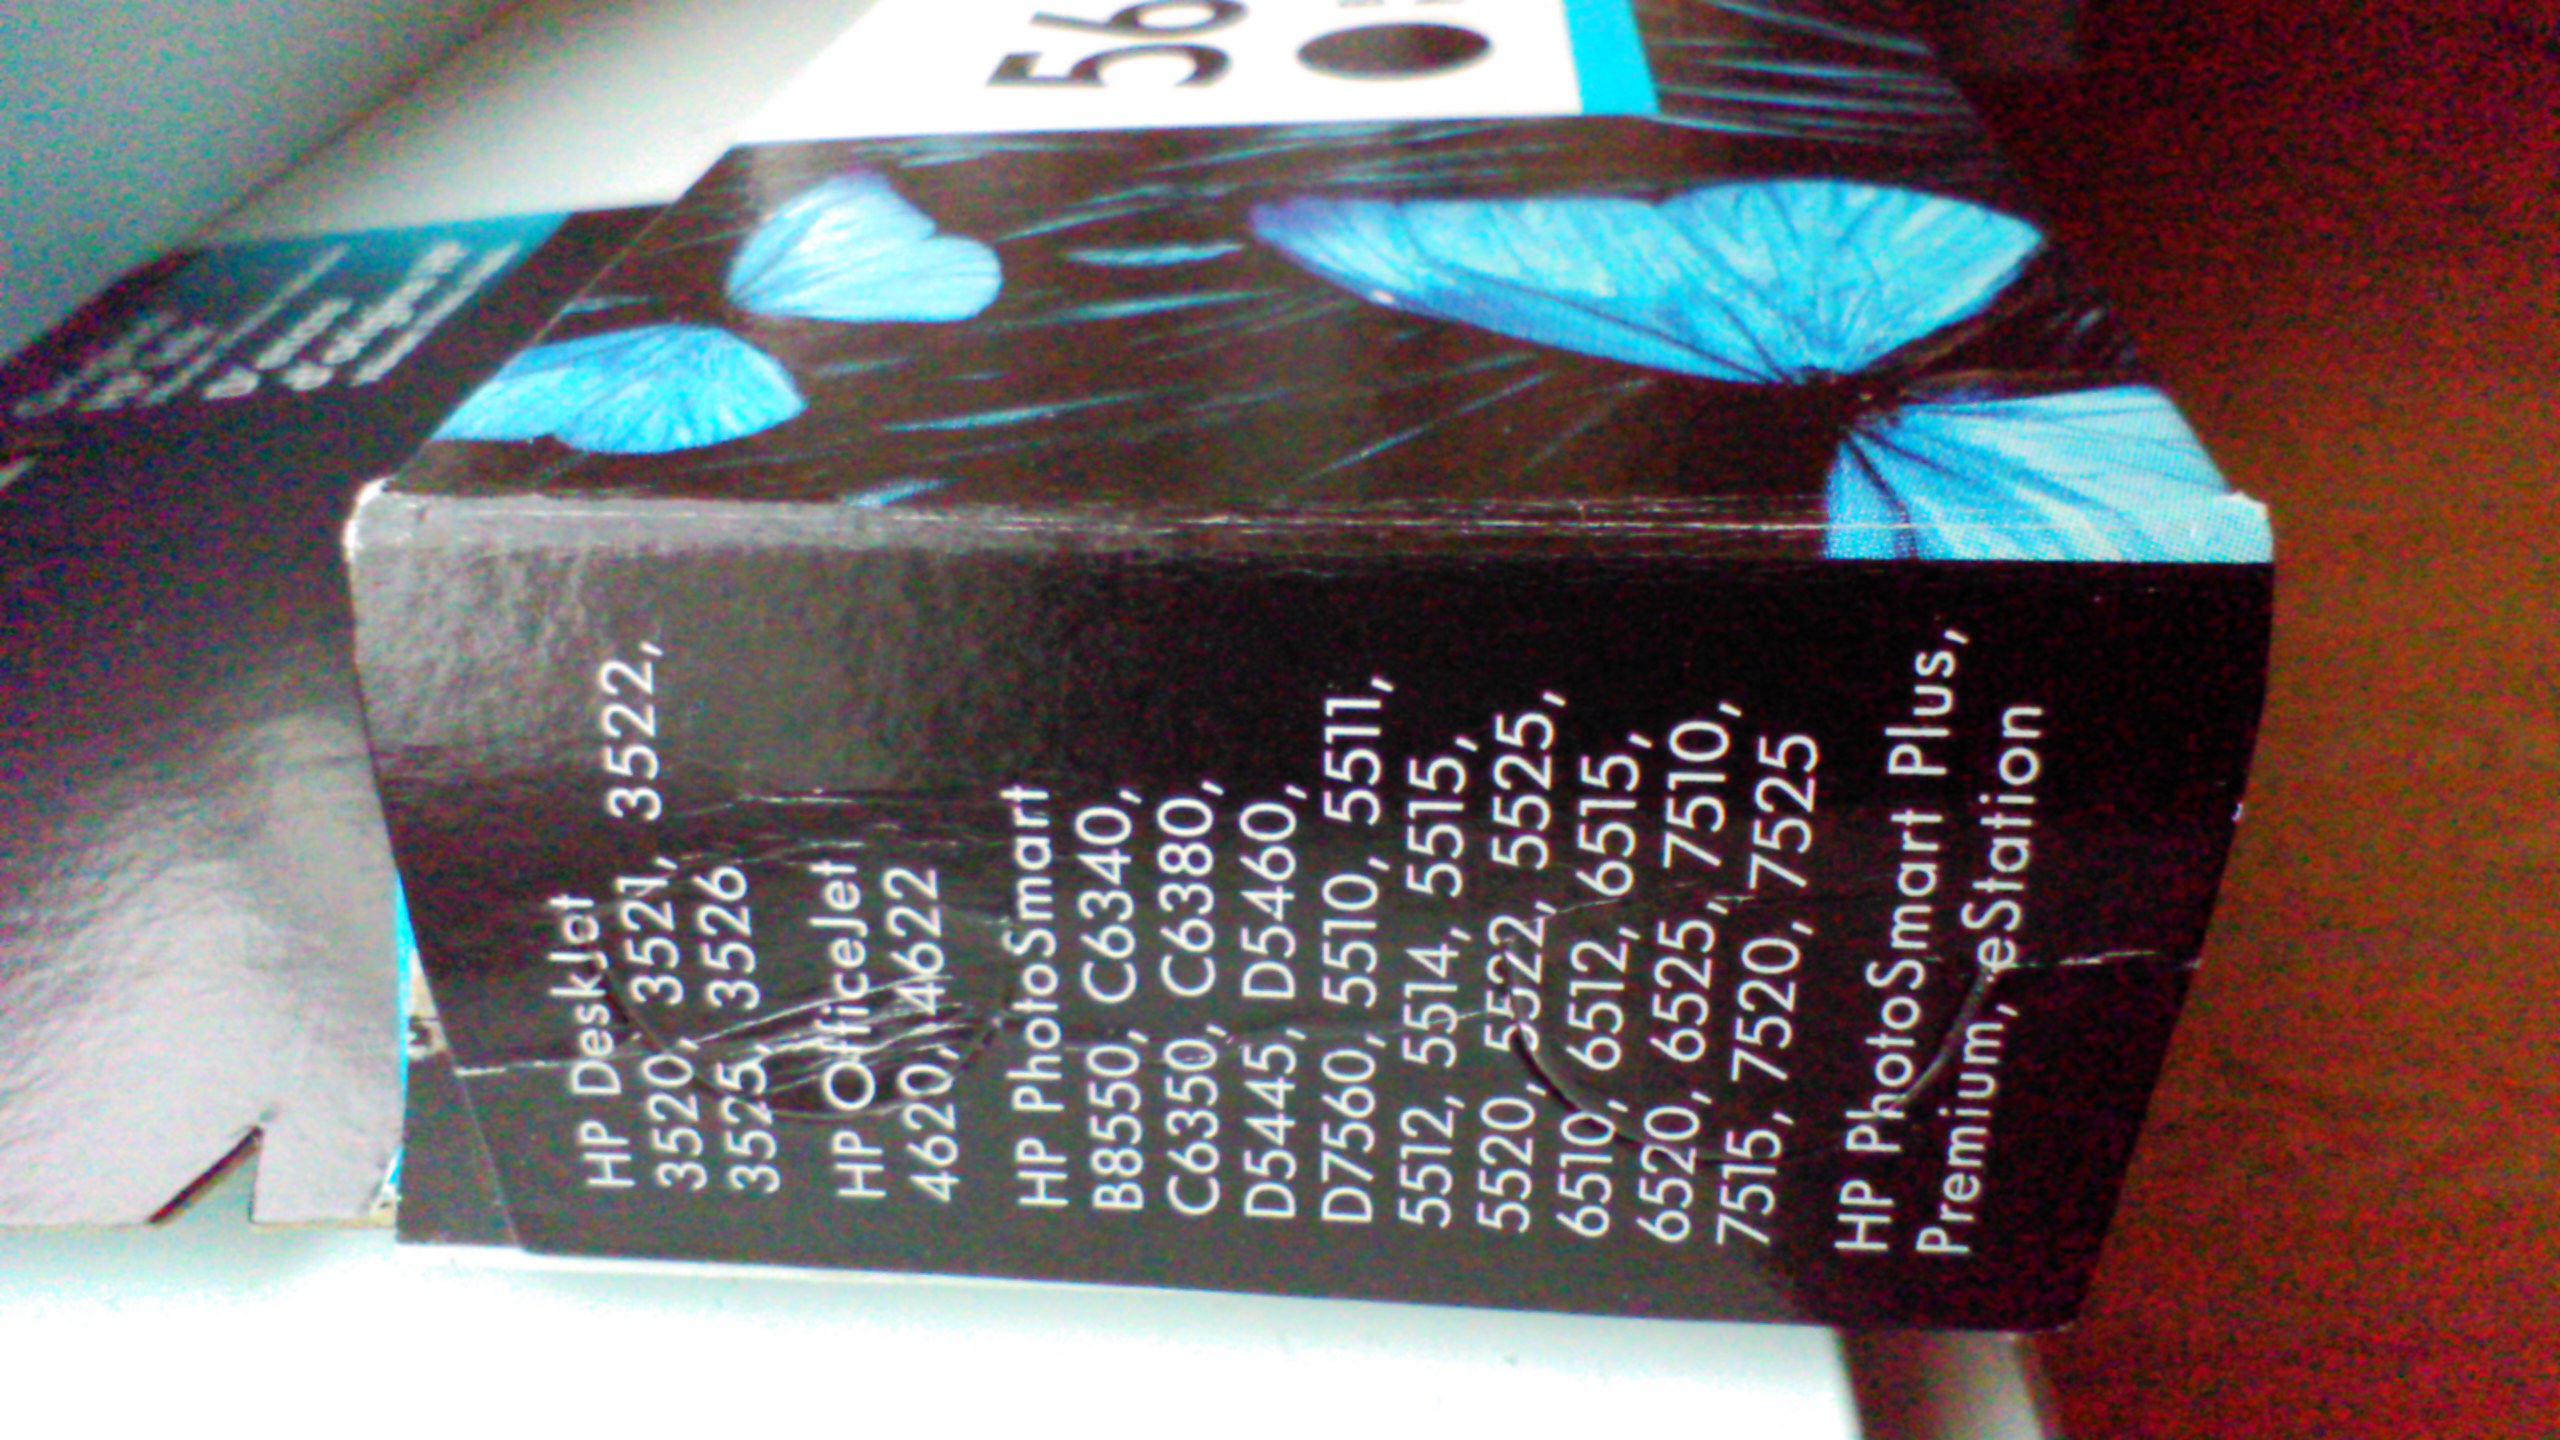 56
HP DeskJet
3520, 3521, 3522,
3525, 3526
HP OfficeJet
4620, 4622
HP PhotoSmart
B8550, C6340,
C6350, C6380,
D5445, D5460,
D7560, 5510, 5511,
5512, 5514, 5515,
5520, 5522, 5525,
6510, 6512, 6515,
6520, 6525, 7510,
7515, 7520, 7525
HP PhotoSmart Plus,
Premium, eStation